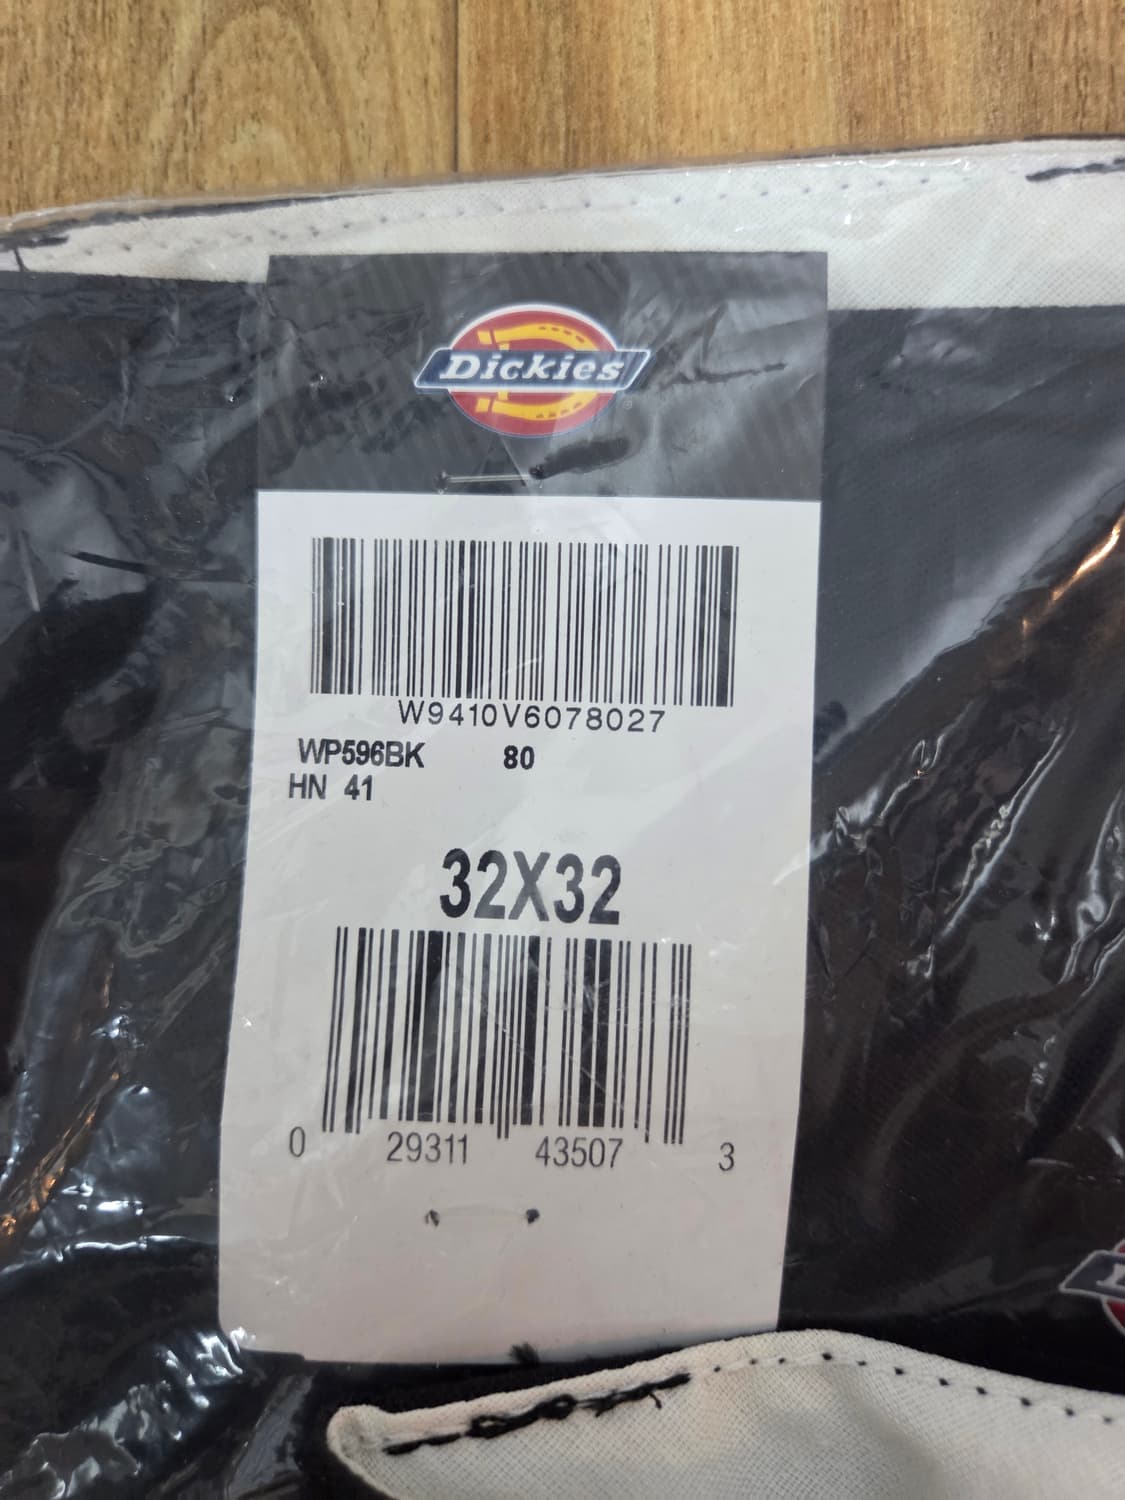 Dickies
W9410V6078027
WP596BK 80
HN 41
32X32
0 29311 43507 3